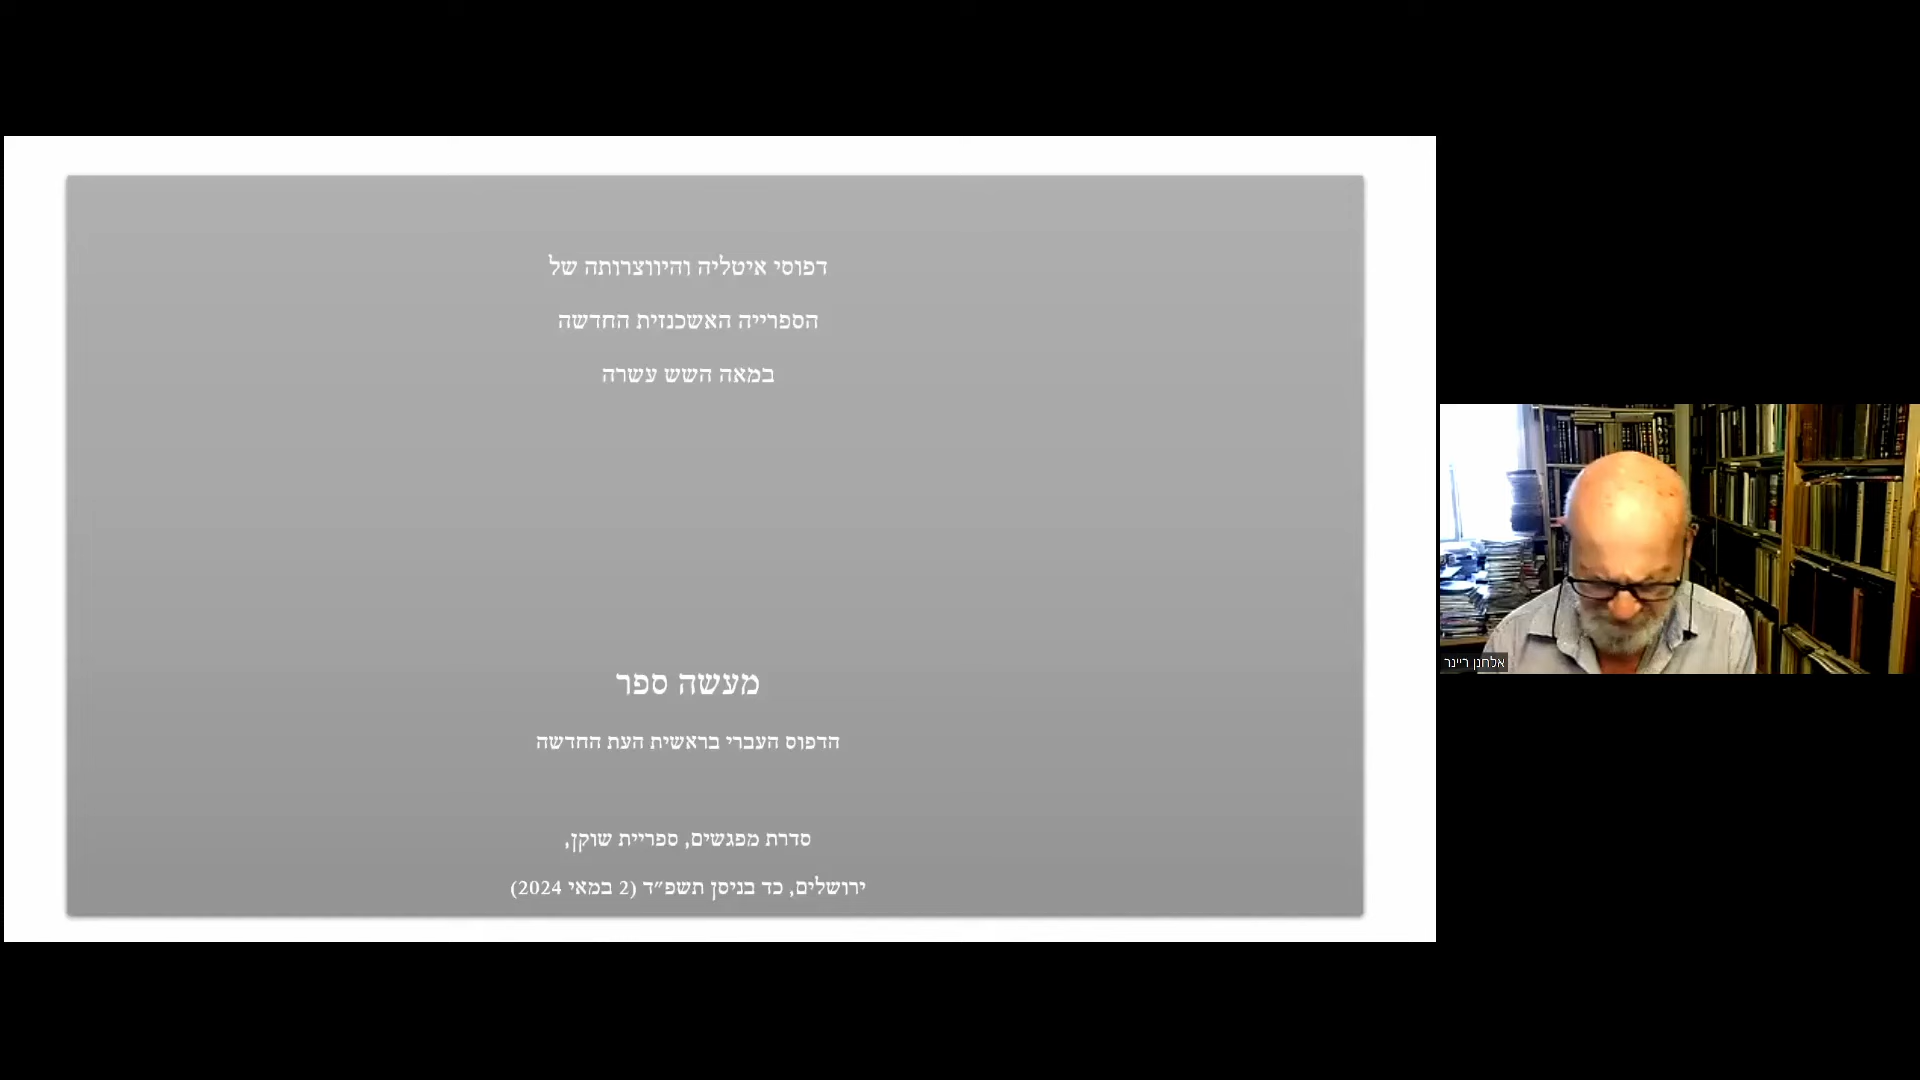 דפוסי איטליה והיווצרותה של
הספרייה האשכנזית החדשה
במאה השש עשרה
מעשה ספר
הדפוס העברי בראשית העת החדשה
סדרת מפגשים, ספריית שוקן,
ירושלים, כד בניסן תשפ״ד (2 במאי 2024)
אלחנן ריינר